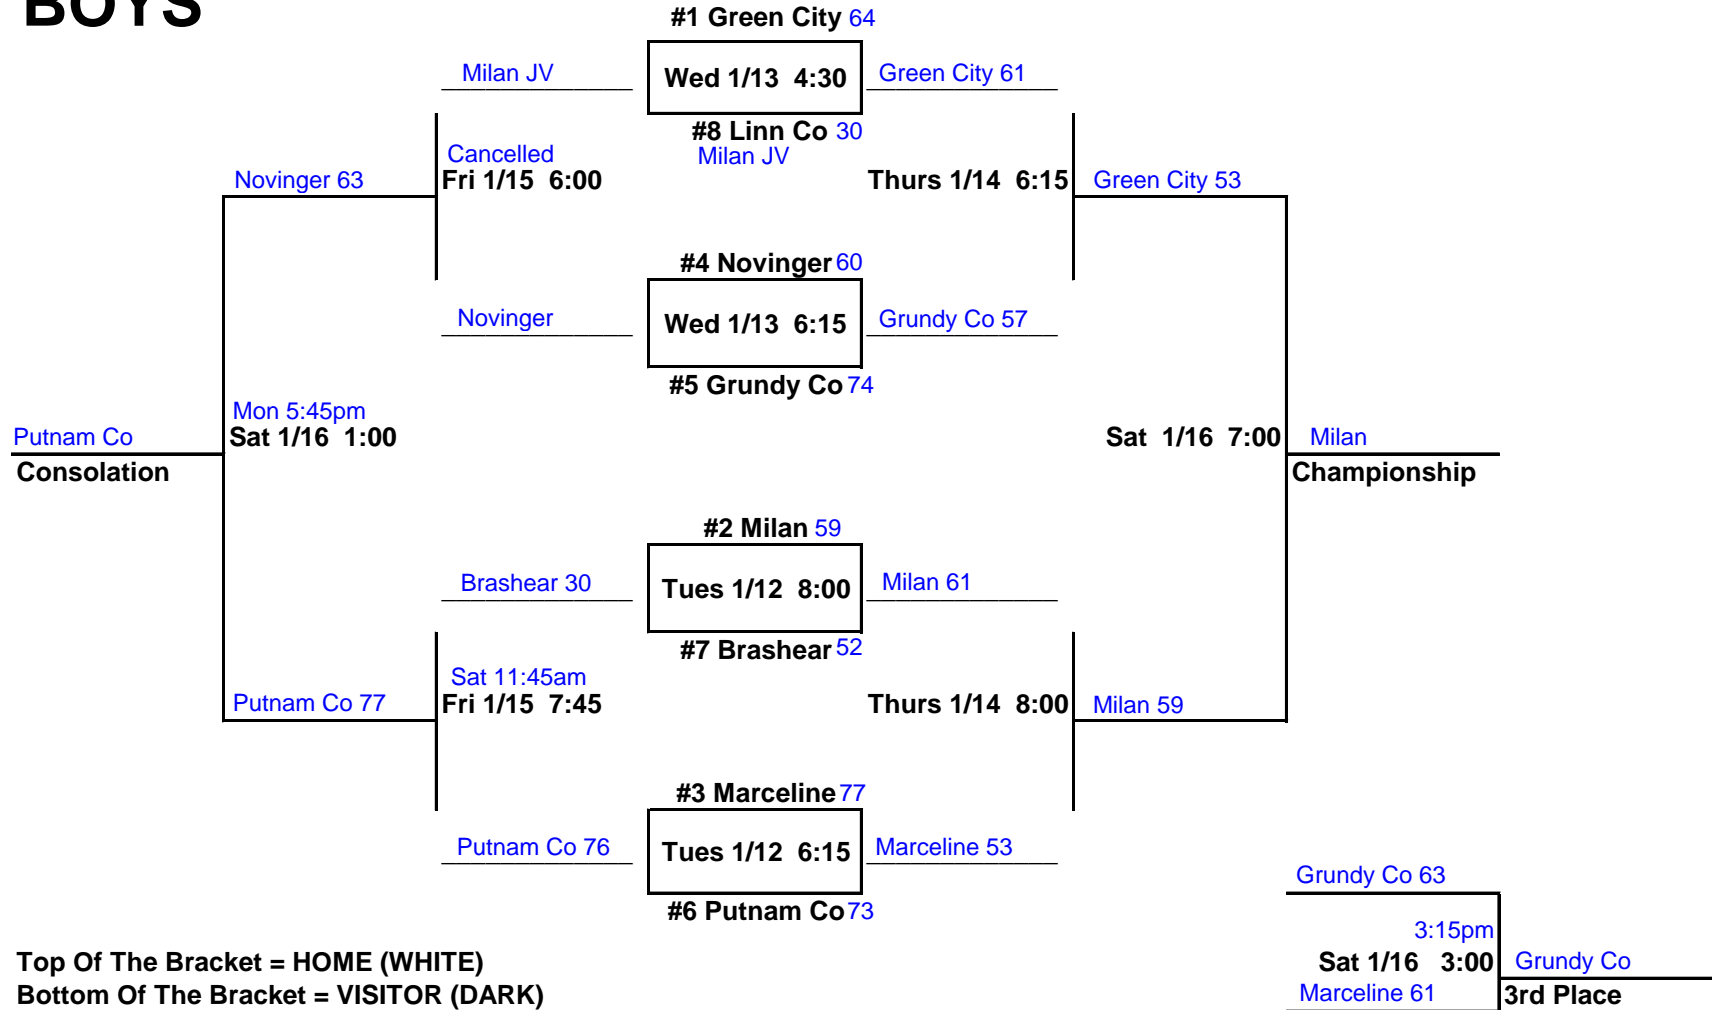 BOYS
#1 Green City 64
Milan JV
Wed 1/13 4:30
Green City 61
#8 Linn Co 30
Milan JV
Cancelled
Fri 1/15 6:00
Novinger 63
Thurs 1/14 6:15
Green City 53
#4 Novinger 60
Novinger
Wed 1/13 6:15
Grundy Co 57
#5 Grundy Co 74
Mon 5:45pm
Putnam Co
Sat 1/16 1:00
Sat 1/16 7:00
Milan
Consolation
Championship
#2 Milan 59
Brashear 30
Tues 1/12 8:00
Milan 61
#7 Brashear 52
Sat 11:45am
Putnam Co 77
Fri 1/15 7:45
Thurs 1/14 8:00
Milan 59
#3 Marceline 77
Putnam Co 76
Tues 1/12 6:15
Marceline 53
Grundy Co 63
#6 Putnam Co 73
3:15pm
Top Of The Bracket = HOME (WHITE)
Sat 1/16 3:00
Grundy Co
Bottom Of The Bracket = VISITOR (DARK)
Marceline 61
3rd Place